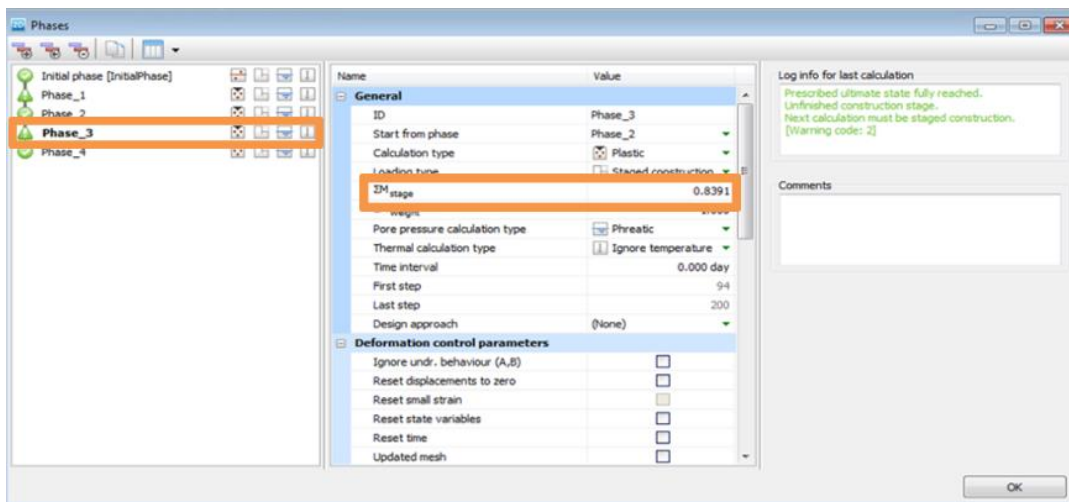 Phases
Initial phase [InitialPhase]
Phase_1
Phase_2
Phase_3
Phase_4
Name Value
General
ID Phase_3
Start from phase Phase_2
Calculation type Plastic
Loading type Staged construction
ΣM stage 0.8391
weight
Pore pressure calculation type Phreatic
Thermal calculation type Ignore temperature
Time interval 0.000 day
First step 94
Last step 200
Design approach (None)
Deformation control parameters
Ignore undr. behaviour (A,B)
Reset displacements to zero
Reset small strain
Reset state variables
Reset time
Updated mesh
Log info for last calculation
Prescribed ultimate state fully reached.
Unfinished construction stage.
Next calculation must be staged construction.
[Warning code: 2]
Comments
OK